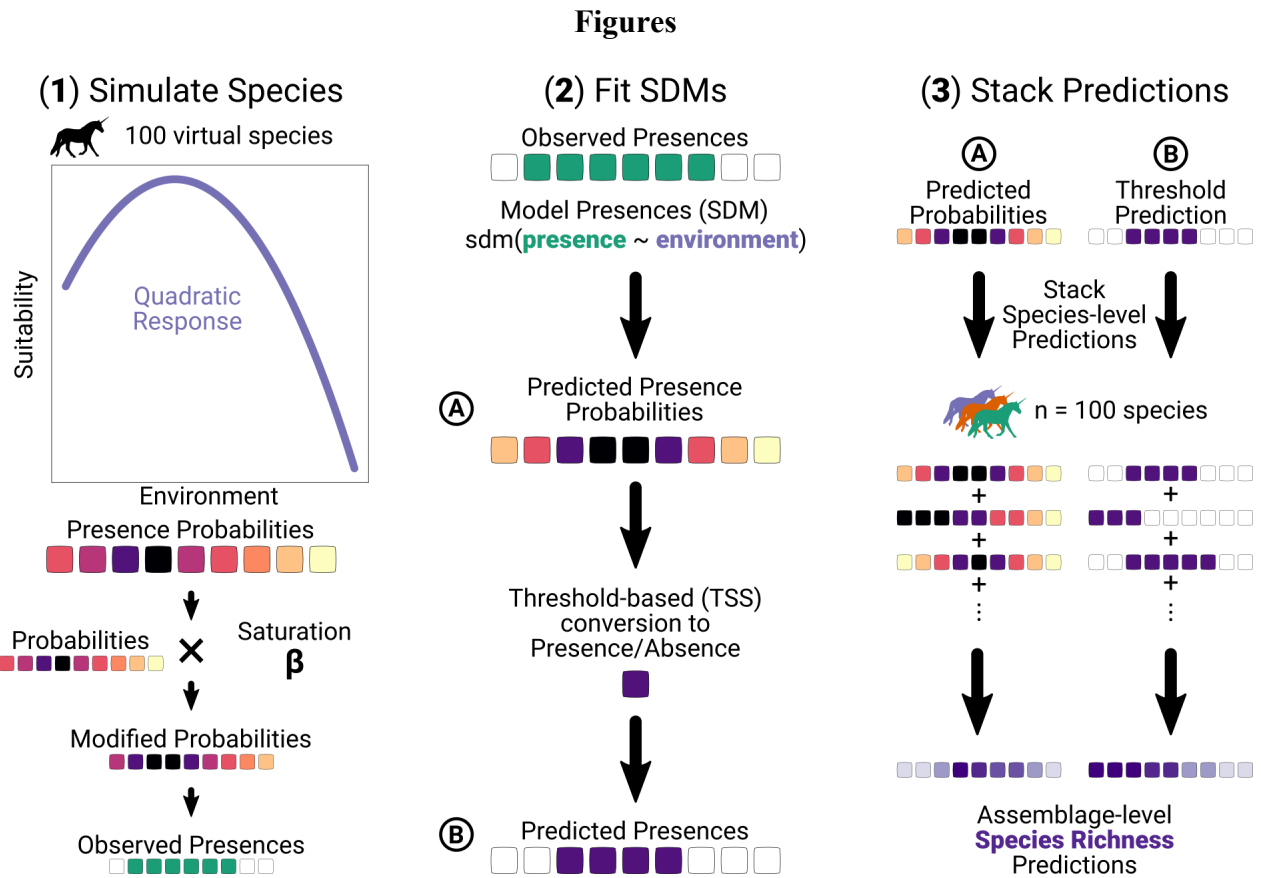 Figures
(1) Simulate Species
100 virtual species
Suitability
Quadratic
Response
Environment
Presence Probabilities
Probabilities
×
Saturation
β
Modified Probabilities
Observed Presences
(2) Fit SDMs
Observed Presences
Model Presences (SDM)
sdm(presence ~ environment)
A
Predicted Presence
Probabilities
Threshold-based (TSS)
conversion to
Presence/Absence
B
Predicted Presences
(3) Stack Predictions
A
Predicted
Probabilities
B
Threshold
Prediction
Stack
Species-level
Predictions
n = 100 species
+ +
+ +
+ +
⋮ ⋮
Assemblage-level
Species Richness
Predictions